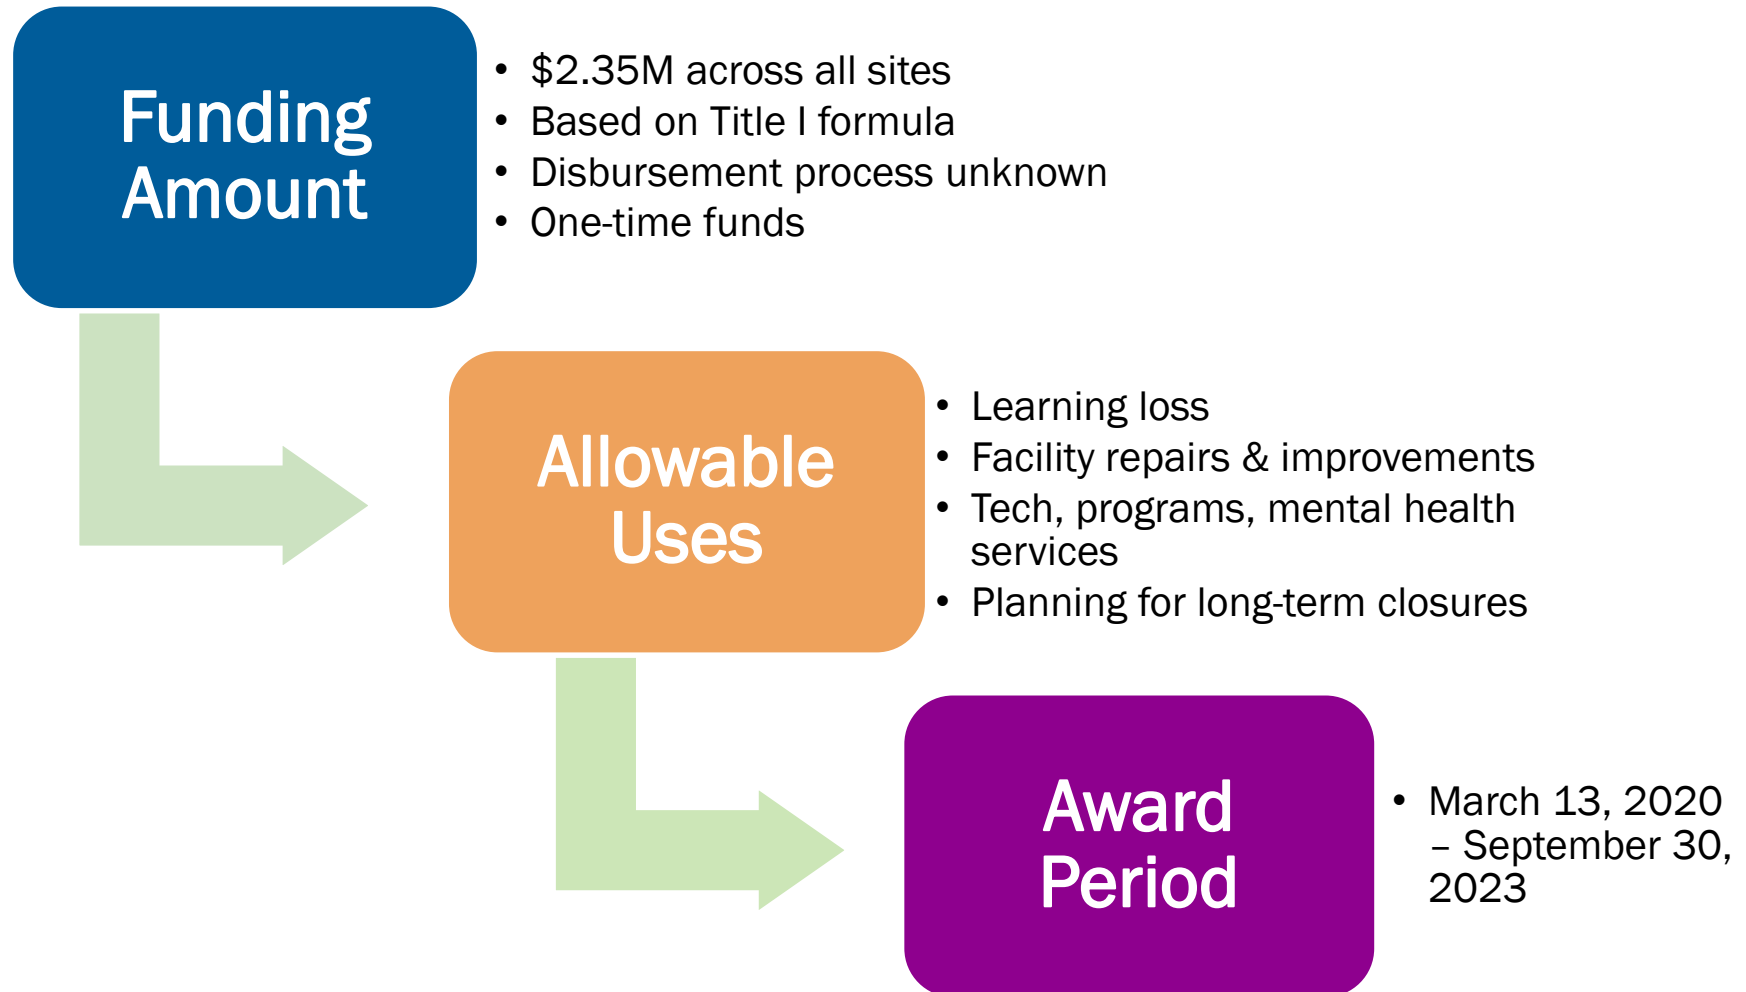 Funding
Amount
• $2.35M across all sites
• Based on Title I formula
• Disbursement process unknown
• One-time funds
Allowable
Uses
• Learning loss
• Facility repairs & improvements
• Tech, programs, mental health
services
• Planning for long-term closures
Award
Period
• March 13, 2020
– September 30,
2023